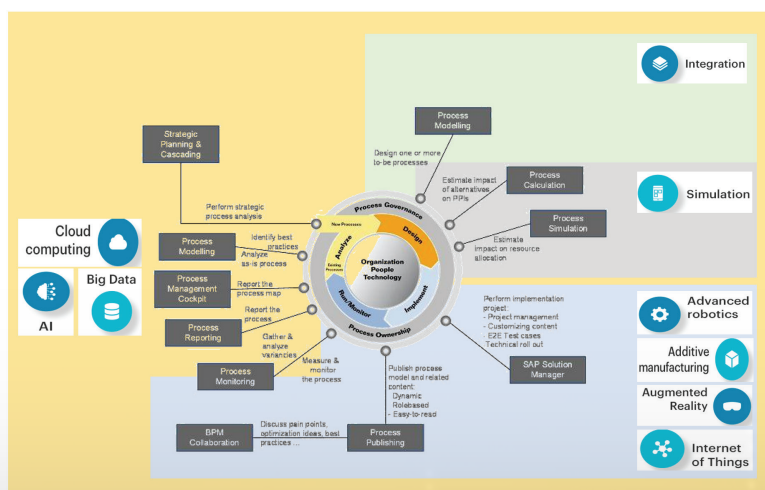 Integration
Process
Modelling
Strategic
Planning &
Cascading
Design one or more
to-be processes
Process
Calculation
Estimate impact
of alternatives
on PPIs
Simulation
Perform strategic
process analysis
Process Governance
New Processes
Process
Simulation
Cloud
computing
Process
Modelling
Identify best
practices
Analyze
as-is process
Analyze
Design
Estimate
impact on resource
allocation
Existing
Processes
Organization
People
Technology
Big Data
AI
Process
Management
Cockpit
Report the
process map
Run/Monitor
Implement
Perform implementation
project:
- Project management
- Customizing content
- E2E Test cases
Technical roll out
Advanced
robotics
Process
Reporting
Report the
process
Process Ownership
Gather &
analyze
variancies
Additive
manufacturing
Process
Monitoring
Measure &
monitor
the process
Publish process
model and related
content:
Dynamic
Rolebased
- Easy-to-read
SAP Solution
Manager
Augmented
Reality
BPM
Collaboration
Discuss pain points,
optimization ideas, best
practices ...
Process
Publishing
Internet
of Things